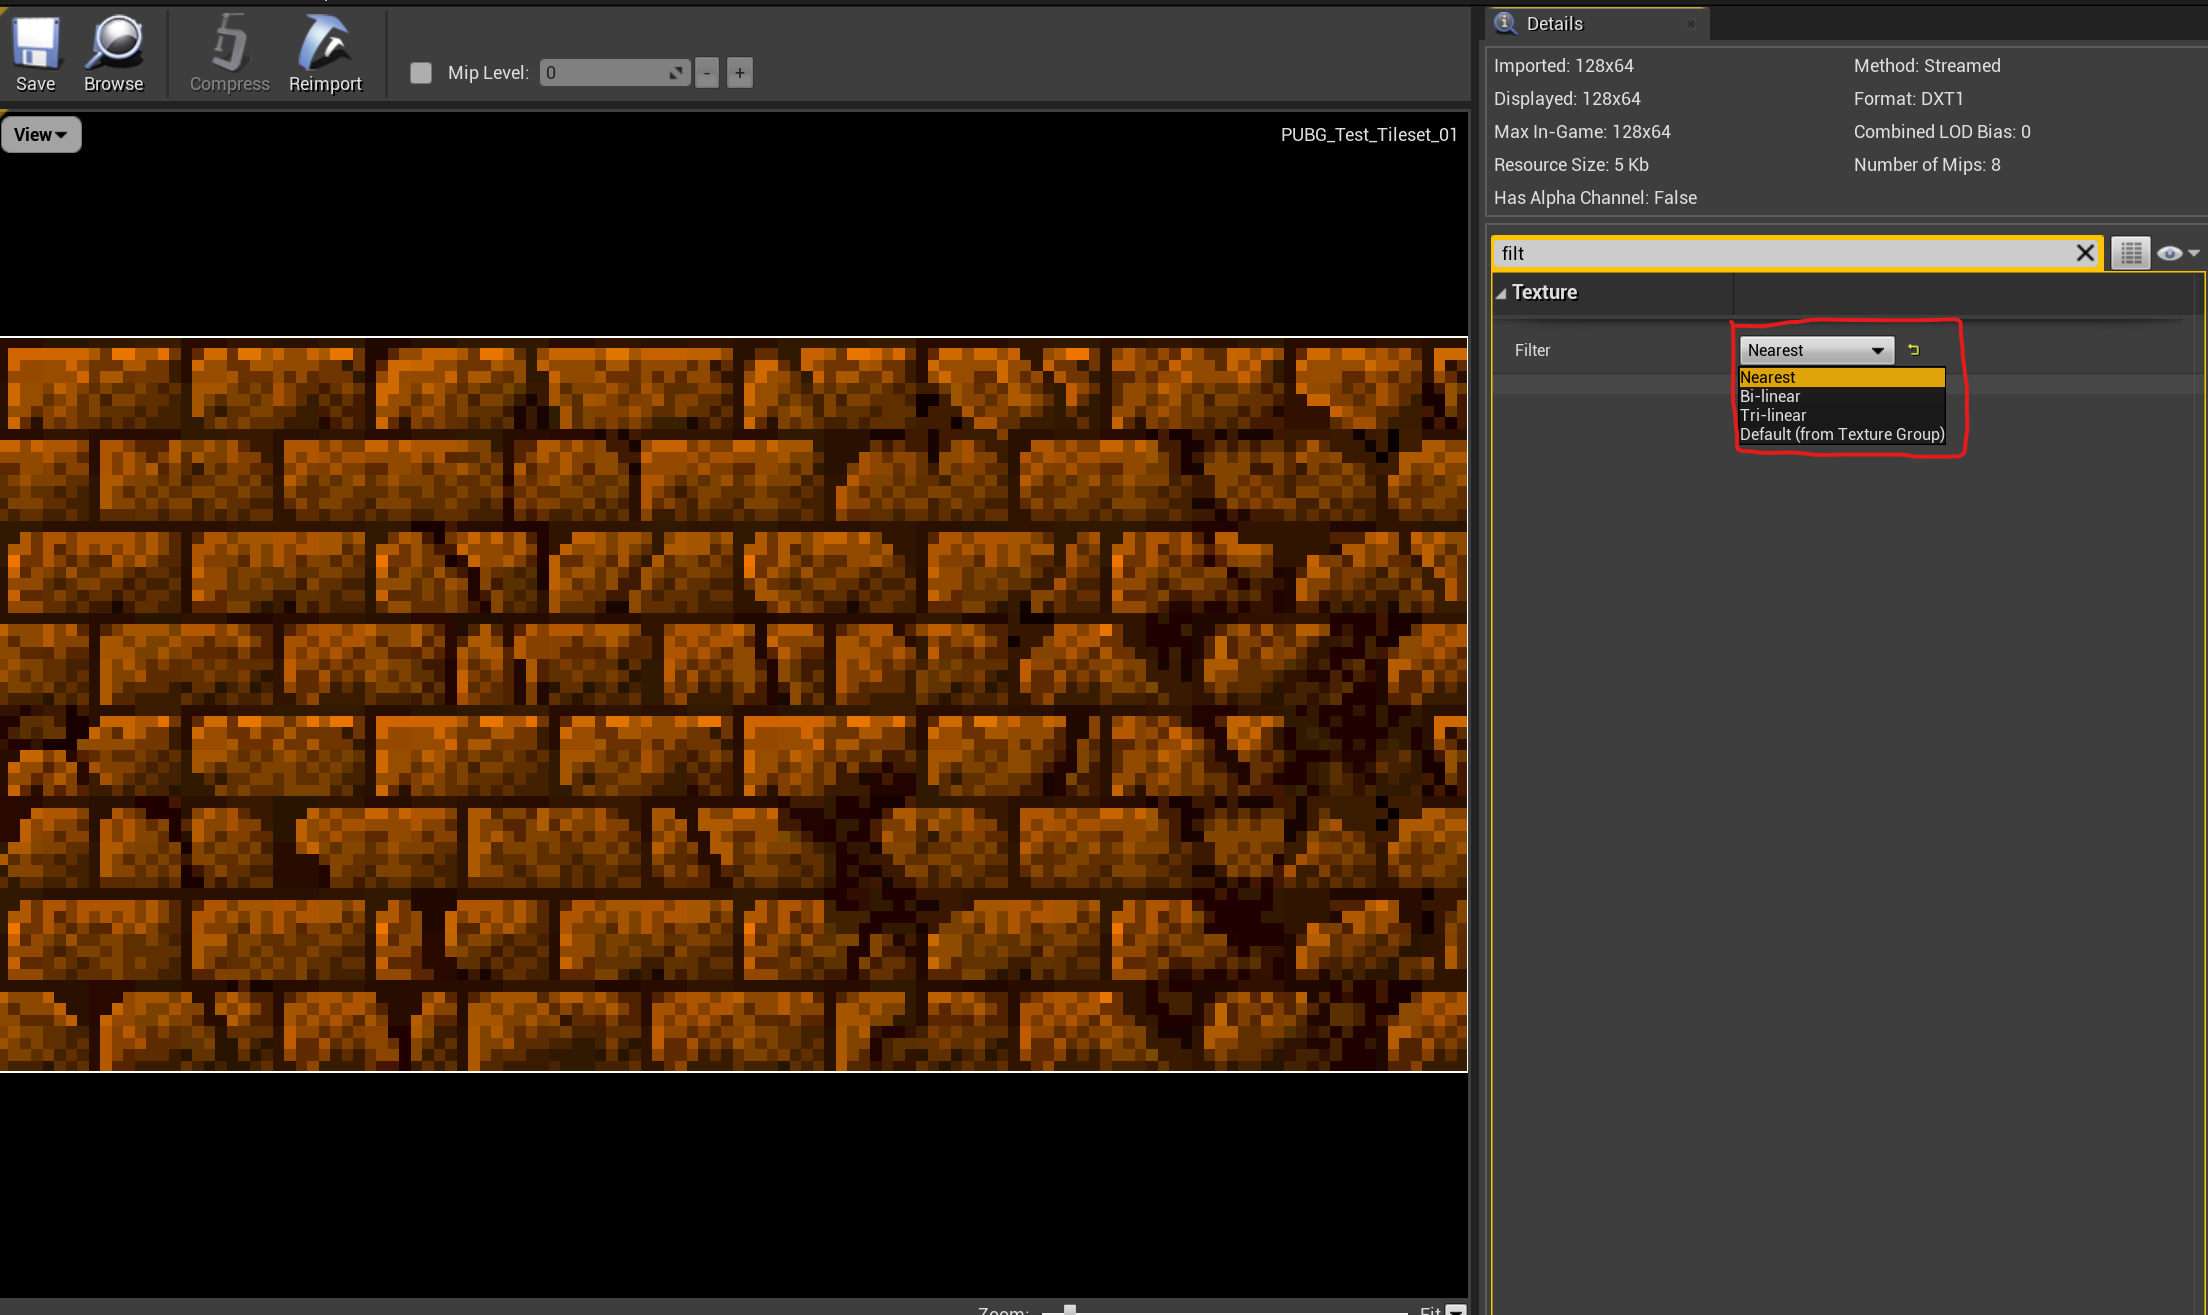 Save
Browse
Compress
Reimport
Mip Level:
0
-
+
View
PUBG_Test_Tileset_01
Details
Imported: 128x64
Method: Streamed
Displayed: 128x64
Format: DXT1
Max In-Game: 128x64
Combined LOD Bias: 0
Resource Size: 5 Kb
Number of Mips: 8
Has Alpha Channel: False
filt
Texture
Filter
Nearest
Nearest
Bi-linear
Tri-linear
Default (from Texture Group)
Zoom:
Fit